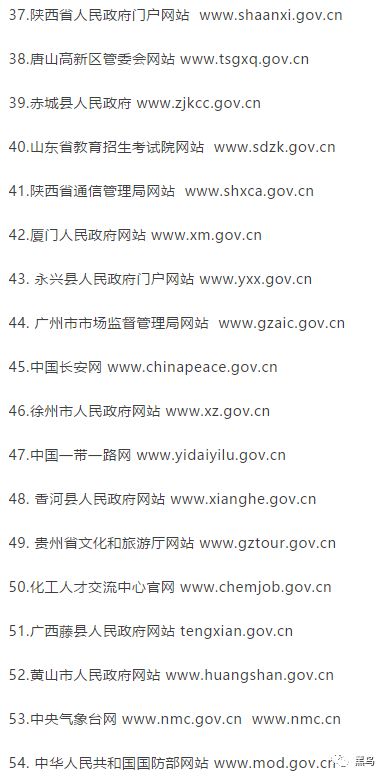 37.陕西省人民政府门户网站 www.shaanxi.gov.cn
38.唐山高新区管委会网站 www.tsgxq.gov.cn
39.赤城县人民政府 www.zjkcc.gov.cn
40.山东省教育招生考试院网站 www.sdzk.gov.cn
41.陕西省通信管理局网站 www.shxca.gov.cn
42.厦门人民政府网站 www.xm.gov.cn
43. 永兴县人民政府门户网站 www.yxx.gov.cn
44. 广州市市场监督管理局网站 www.gzaic.gov.cn
45.中国长安网 www.chinapeace.gov.cn
46.徐州市人民政府网站 www.xz.gov.cn
47.中国一带一路网 www.yidaiyilu.gov.cn
48. 香河县人民政府网站 www.xianghe.gov.cn
49. 贵州省文化和旅游厅网站 www.gztour.gov.cn
50.化工人才交流中心官网 www.chemjob.gov.cn
51.广西藤县人民政府网站 tengxian.gov.cn
52.黄山市人民政府网站 www.huangshan.gov.cn
53.中央气象台网 www.nmc.gov.cn www.nmc.cn
54. 中华人民共和国国防部网站 www.mod.gov.cn 黑鸟